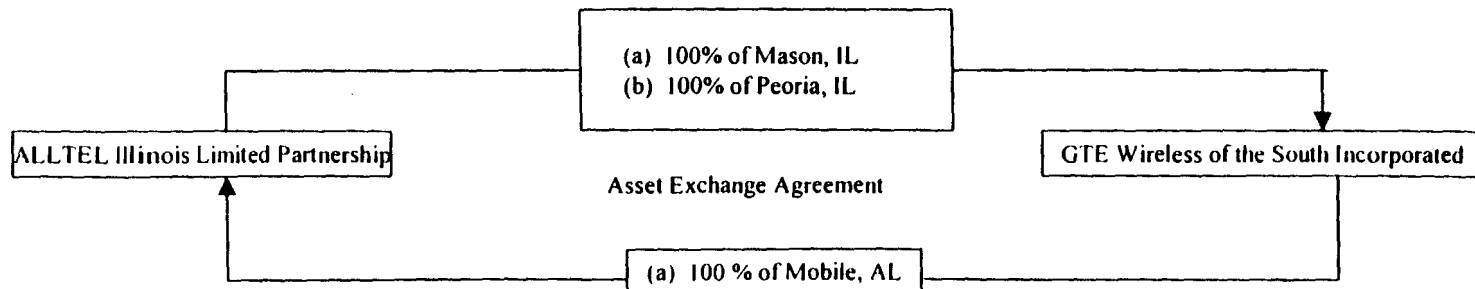 (a) 100% of Mason, IL
(b) 100% of Peoria, IL
ALLTEL Illinois Limited Partnership
GTE Wireless of the South Incorporated
Asset Exchange Agreement
(a) 100 % of Mobile, AL